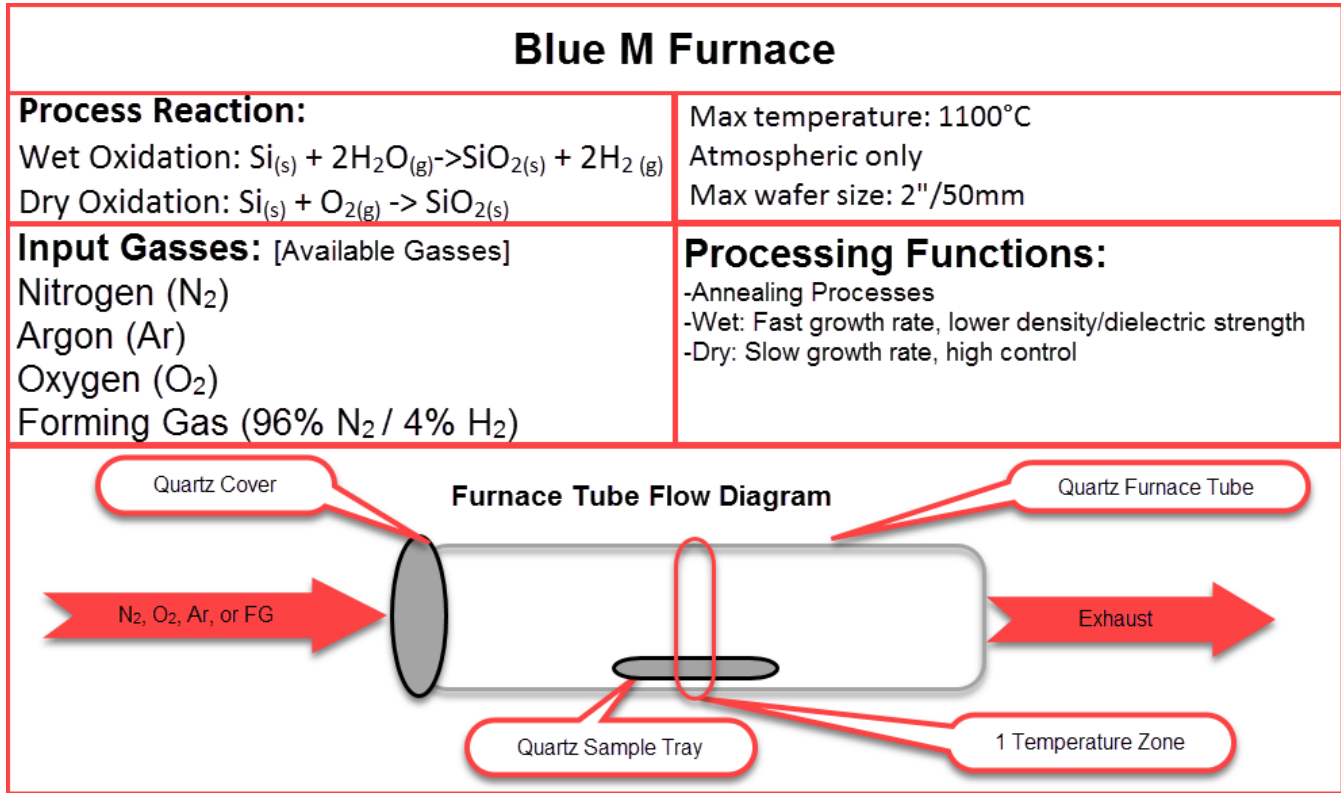 Blue M Furnace
Process Reaction:
Wet Oxidation: Si(s) + 2H₂O(g)->SiO₂(s) + 2H₂ (g)
Dry Oxidation: Si(s) + O₂(g) -> SiO₂(s)
Max temperature: 1100°C
Atmospheric only
Max wafer size: 2"/50mm
Input Gasses: [Available Gasses]
Nitrogen (N₂)
Argon (Ar)
Oxygen (O₂)
Forming Gas (96% N₂ / 4% H₂)
Processing Functions:
-Annealing Processes
-Wet: Fast growth rate, lower density/dielectric strength
-Dry: Slow growth rate, high control
Furnace Tube Flow Diagram
Quartz Cover
Quartz Furnace Tube
N₂, O₂, Ar, or FG
Exhaust
Quartz Sample Tray
1 Temperature Zone